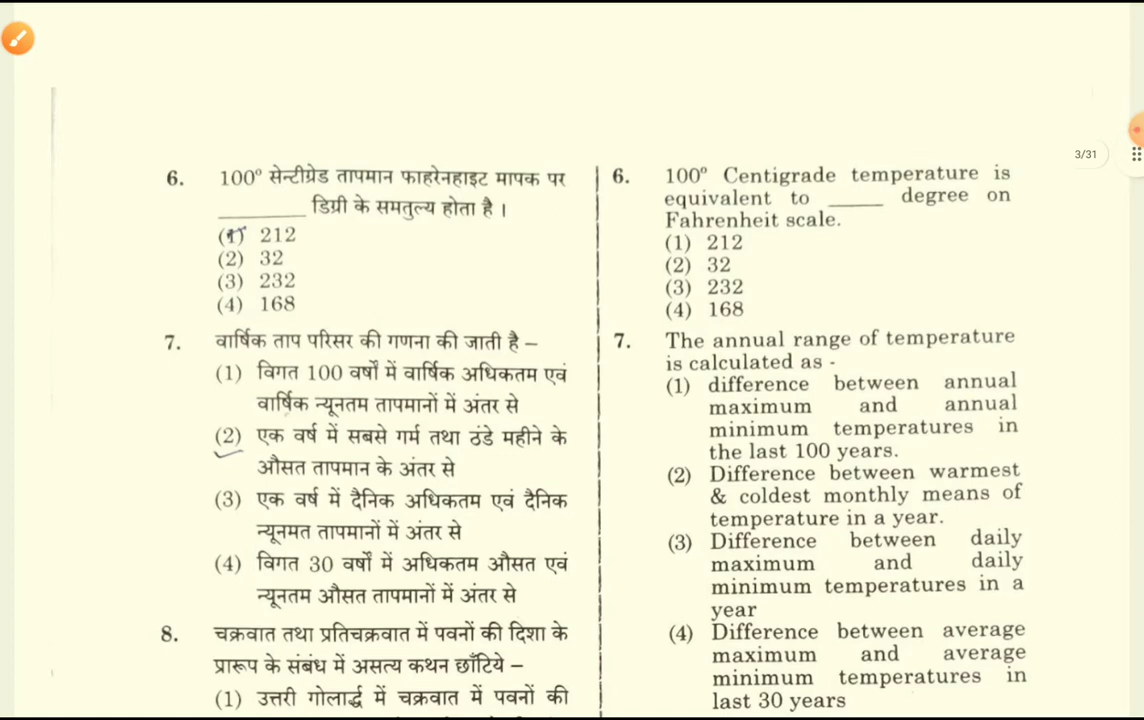 3/31
6. 100° सेन्टीग्रेड तापमान फाहरेनहाइट मापक पर
________ डिग्री के समतुल्य होता है ।
(1) 212
(2) 32
(3) 232
(4) 168
7. वार्षिक ताप परिसर की गणना की जाती है –
(1) विगत 100 वर्षों में वार्षिक अधिकतम एवं
वार्षिक न्यूनतम तापमानों में अंतर से
(2) एक वर्ष में सबसे गर्म तथा ठंडे महीने के
औसत तापमान के अंतर से
(3) एक वर्ष में दैनिक अधिकतम एवं दैनिक
न्यूनमत तापमानों में अंतर से
(4) विगत 30 वर्षों में अधिकतम औसत एवं
न्यूनतम औसत तापमानों में अंतर से
8. चक्रवात तथा प्रतिचक्रवात में पवनों की दिशा के
प्रारूप के संबंध में असत्य कथन छाँटिये –
(1) उत्तरी गोलार्द्ध में चक्रवात में पवनों की
6. 100° Centigrade temperature is
equivalent to _____ degree on
Fahrenheit scale.
(1) 212
(2) 32
(3) 232
(4) 168
7. The annual range of temperature
is calculated as -
(1) difference between annual
maximum and annual
minimum temperatures in
the last 100 years.
(2) Difference between warmest
& coldest monthly means of
temperature in a year.
(3) Difference between daily
maximum and daily
minimum temperatures in a
year
(4) Difference between average
maximum and average
minimum temperatures in
last 30 years